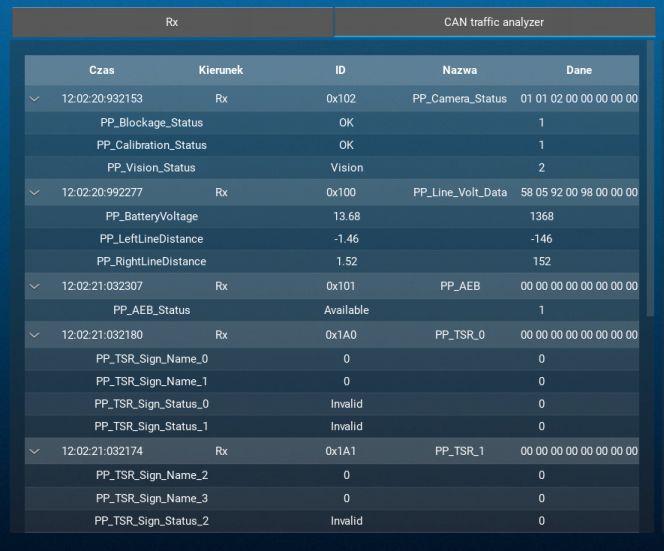 Rx CAN traffic analyzer
Czas Kierunek ID Nazwa Dane
12:02:20:932153 Rx 0x102 PP_Camera_Status 01 01 02 00 00 00 00 00
PP_Blockage_Status OK 1
PP_Calibration_Status OK 1
PP_Vision_Status Vision 2
12:02:20:992277 Rx 0x100 PP_Line_Volt_Data 58 05 92 00 98 00 00 00
PP_BatteryVoltage 13.68 1368
PP_LeftLineDistance -1.46 -146
PP_RightLineDistance 1.52 152
12:02:21:032307 Rx 0x101 PP_AEB 00 00 00 00 00 00 00 00
PP_AEB_Status Available 1
12:02:21:032180 Rx 0x1A0 PP_TSR_0 00 00 00 00 00 00 00 00
PP_TSR_Sign_Name_0 0 0
PP_TSR_Sign_Name_1 0 0
PP_TSR_Sign_Status_0 Invalid 0
PP_TSR_Sign_Status_1 Invalid 0
12:02:21:032174 Rx 0x1A1 PP_TSR_1 00 00 00 00 00 00 00 00
PP_TSR_Sign_Name_2 0 0
PP_TSR_Sign_Name_3 0 0
PP_TSR_Sign_Status_2 Invalid 0